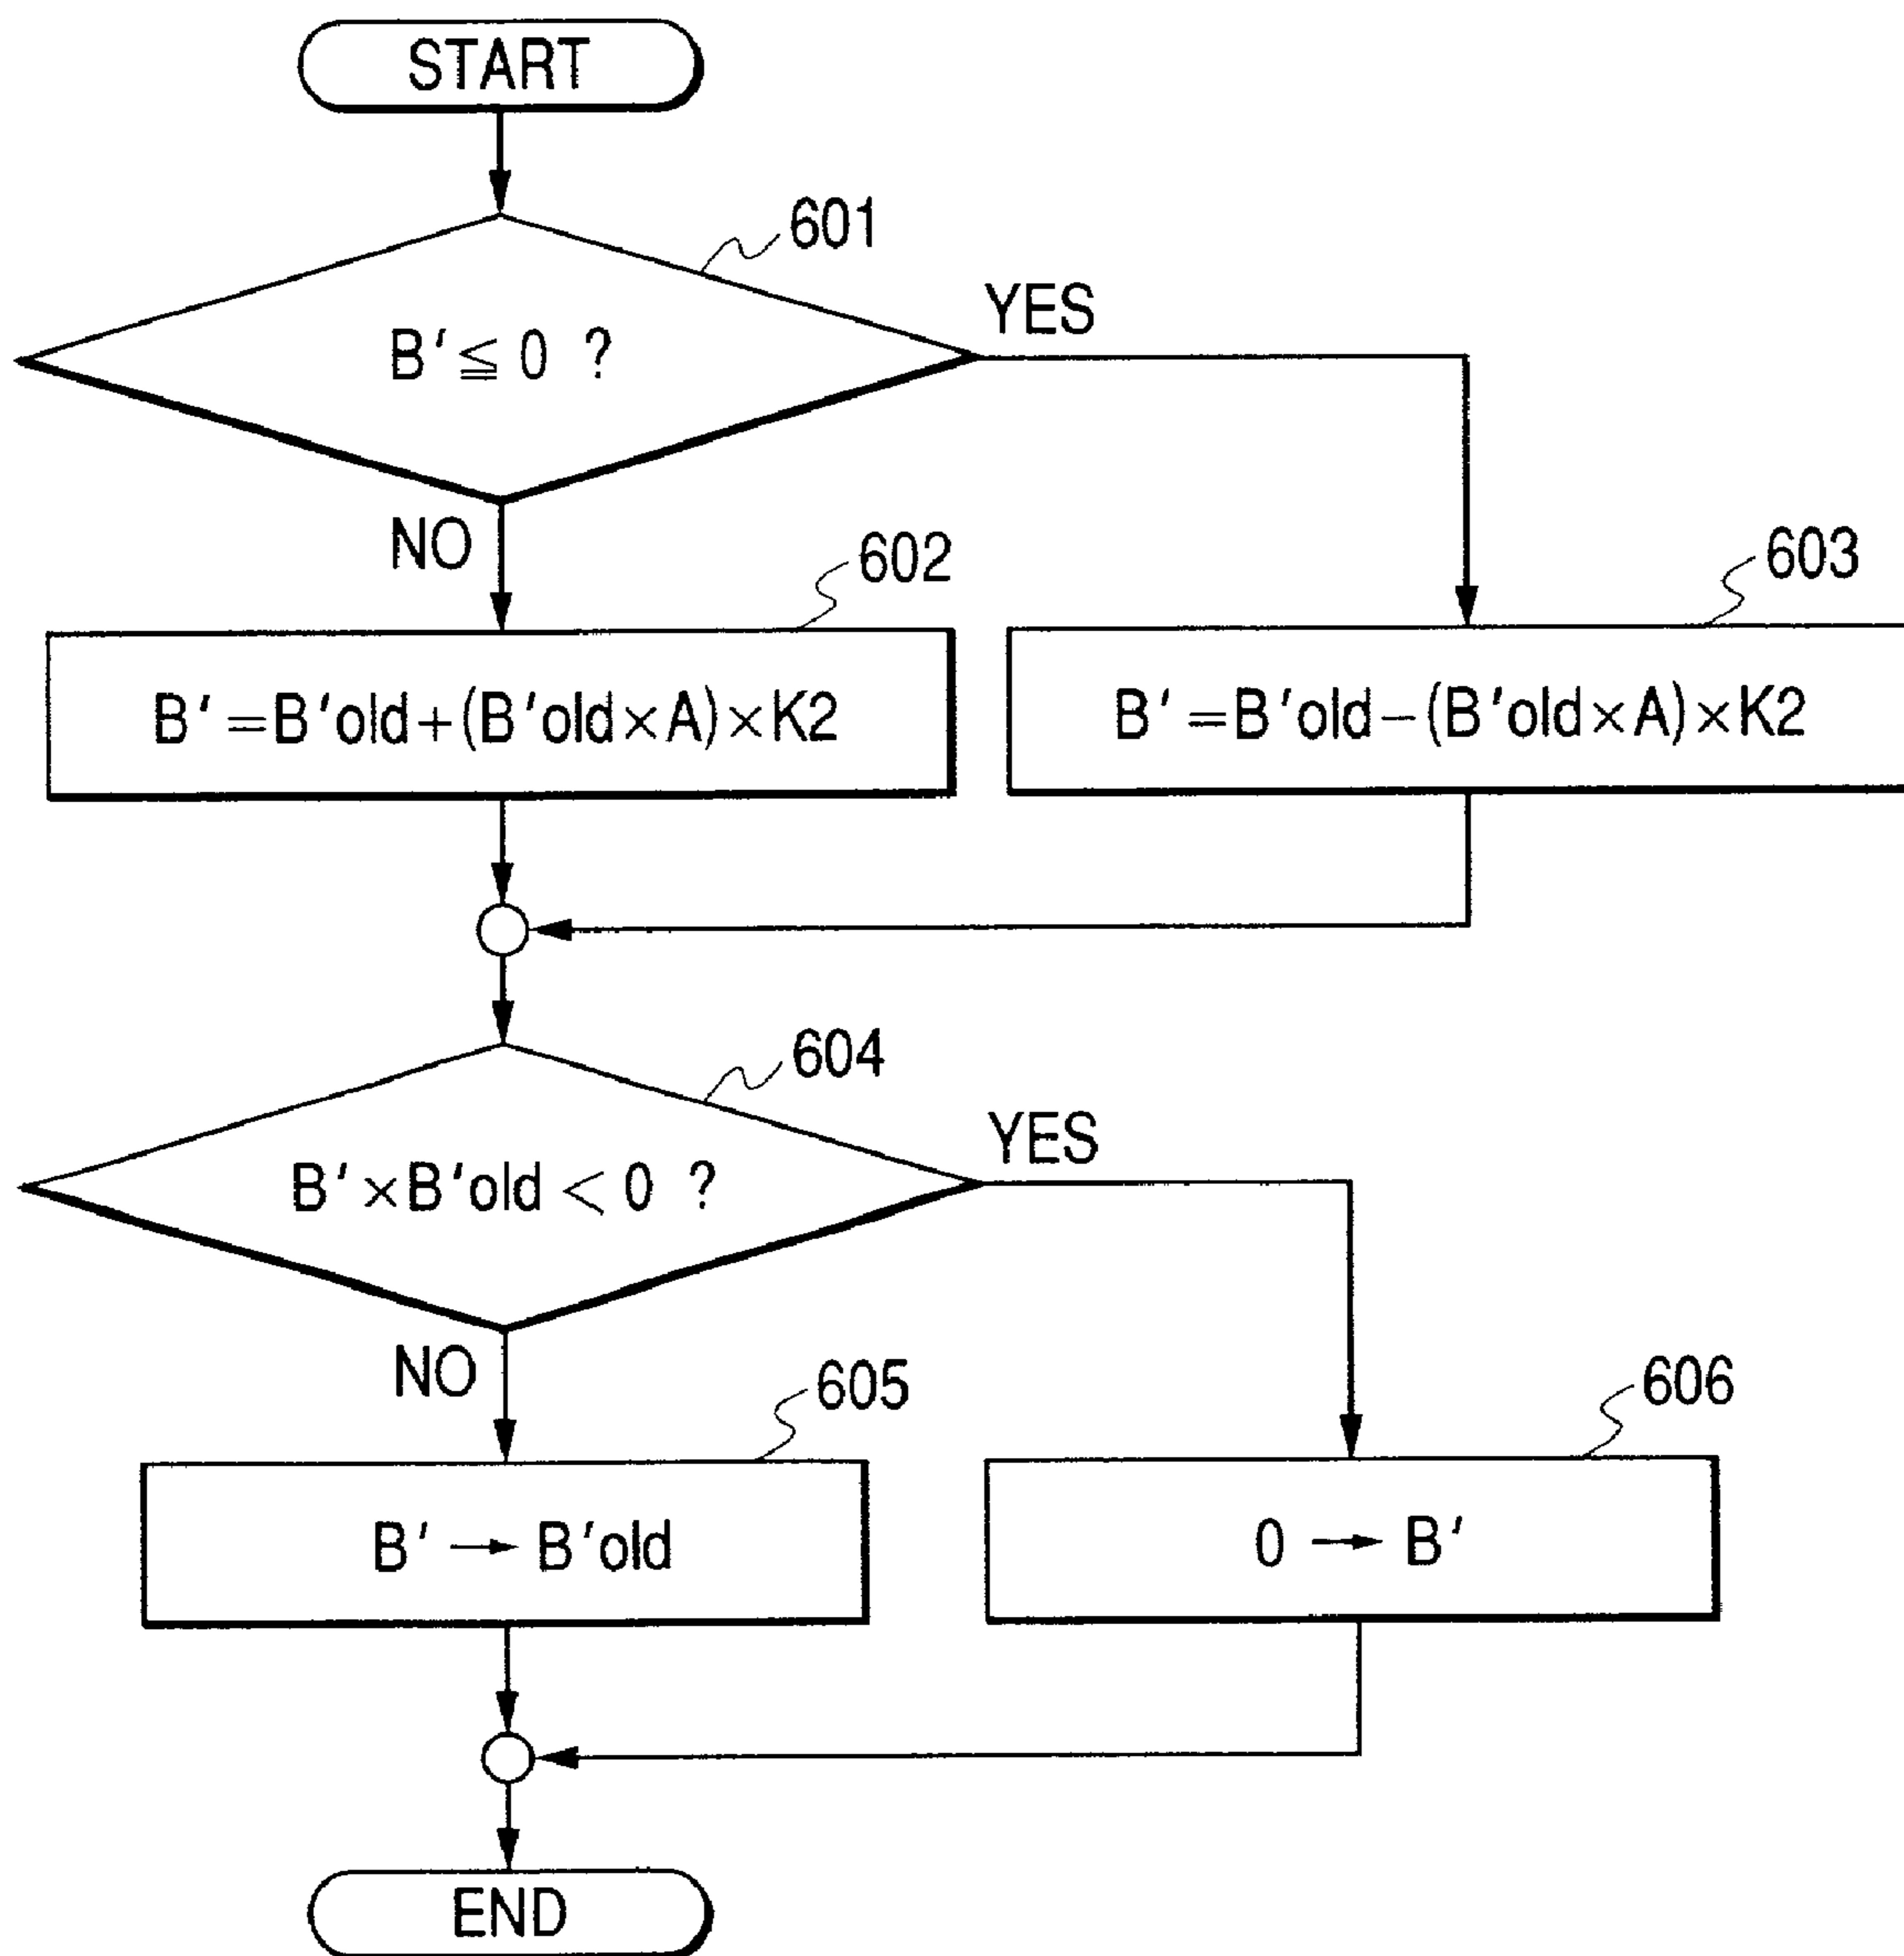 START
601
YES
B′≦ 0 ?
NO
602
603
B′=B′old+(B′old×A)×K2
B′=B′old−(B′old×A)×K2
604
YES
B′×B′old<0 ?
NO
605
606
B′→B′old
0→B′
END